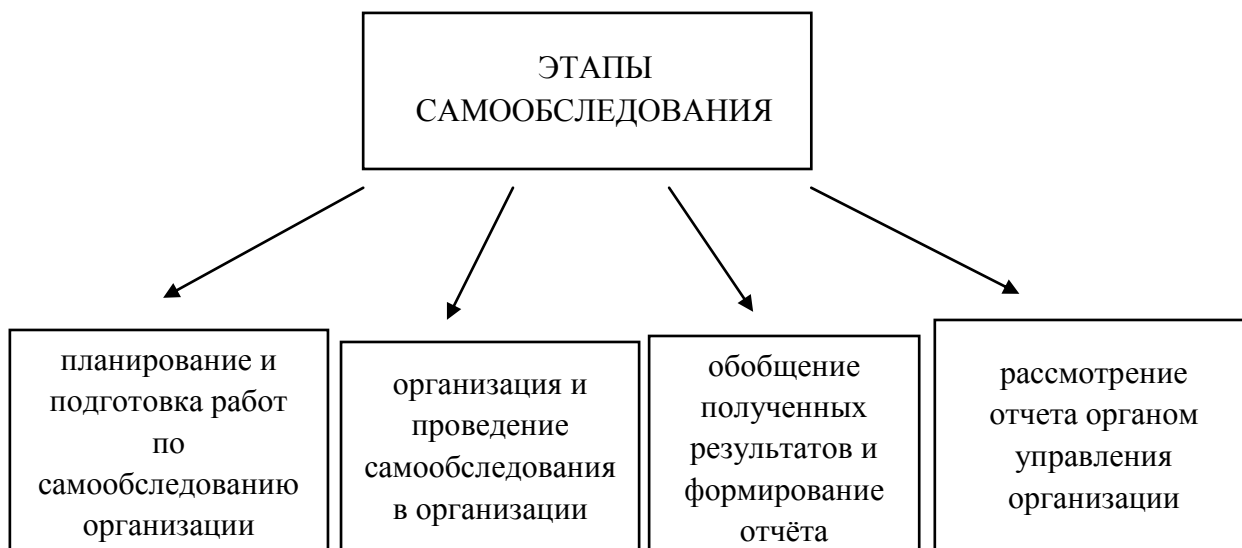 ЭТАПЫ
САМООБСЛЕДОВАНИЯ
планирование и
подготовка работ
по
самообследованию
организации
организация и
проведение
самообследования
в организации
обобщение
полученных
результатов и
формирование
отчёта
рассмотрение
отчета органом
управления
организации